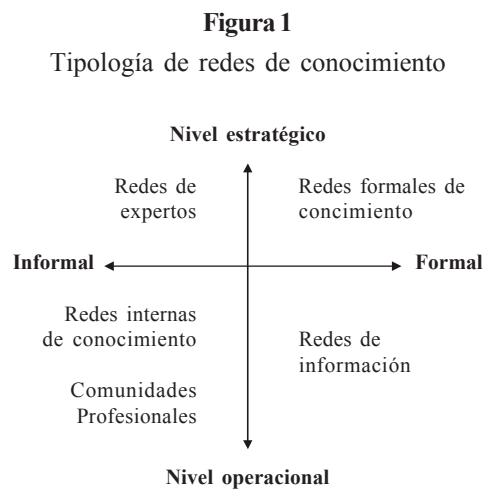 Figura 1
Tipología de redes de conocimiento
Nivel estratégico
Redes de
expertos
Redes formales de
concimiento
Informal
Formal
Redes internas
de conocimiento
Redes de
información
Comunidades
Profesionales
Nivel operacional